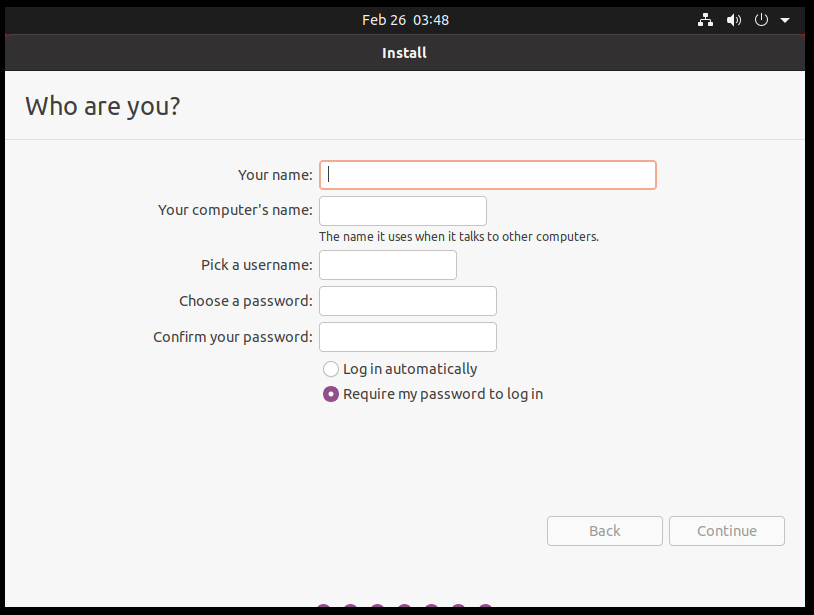 Feb 26 03:48
Install
Who are you?
Your name:
Your computer's name:
The name it uses when it talks to other computers.
Pick a username:
Choose a password:
Confirm your password:
Log in automatically
Require my password to log in
Back Continue